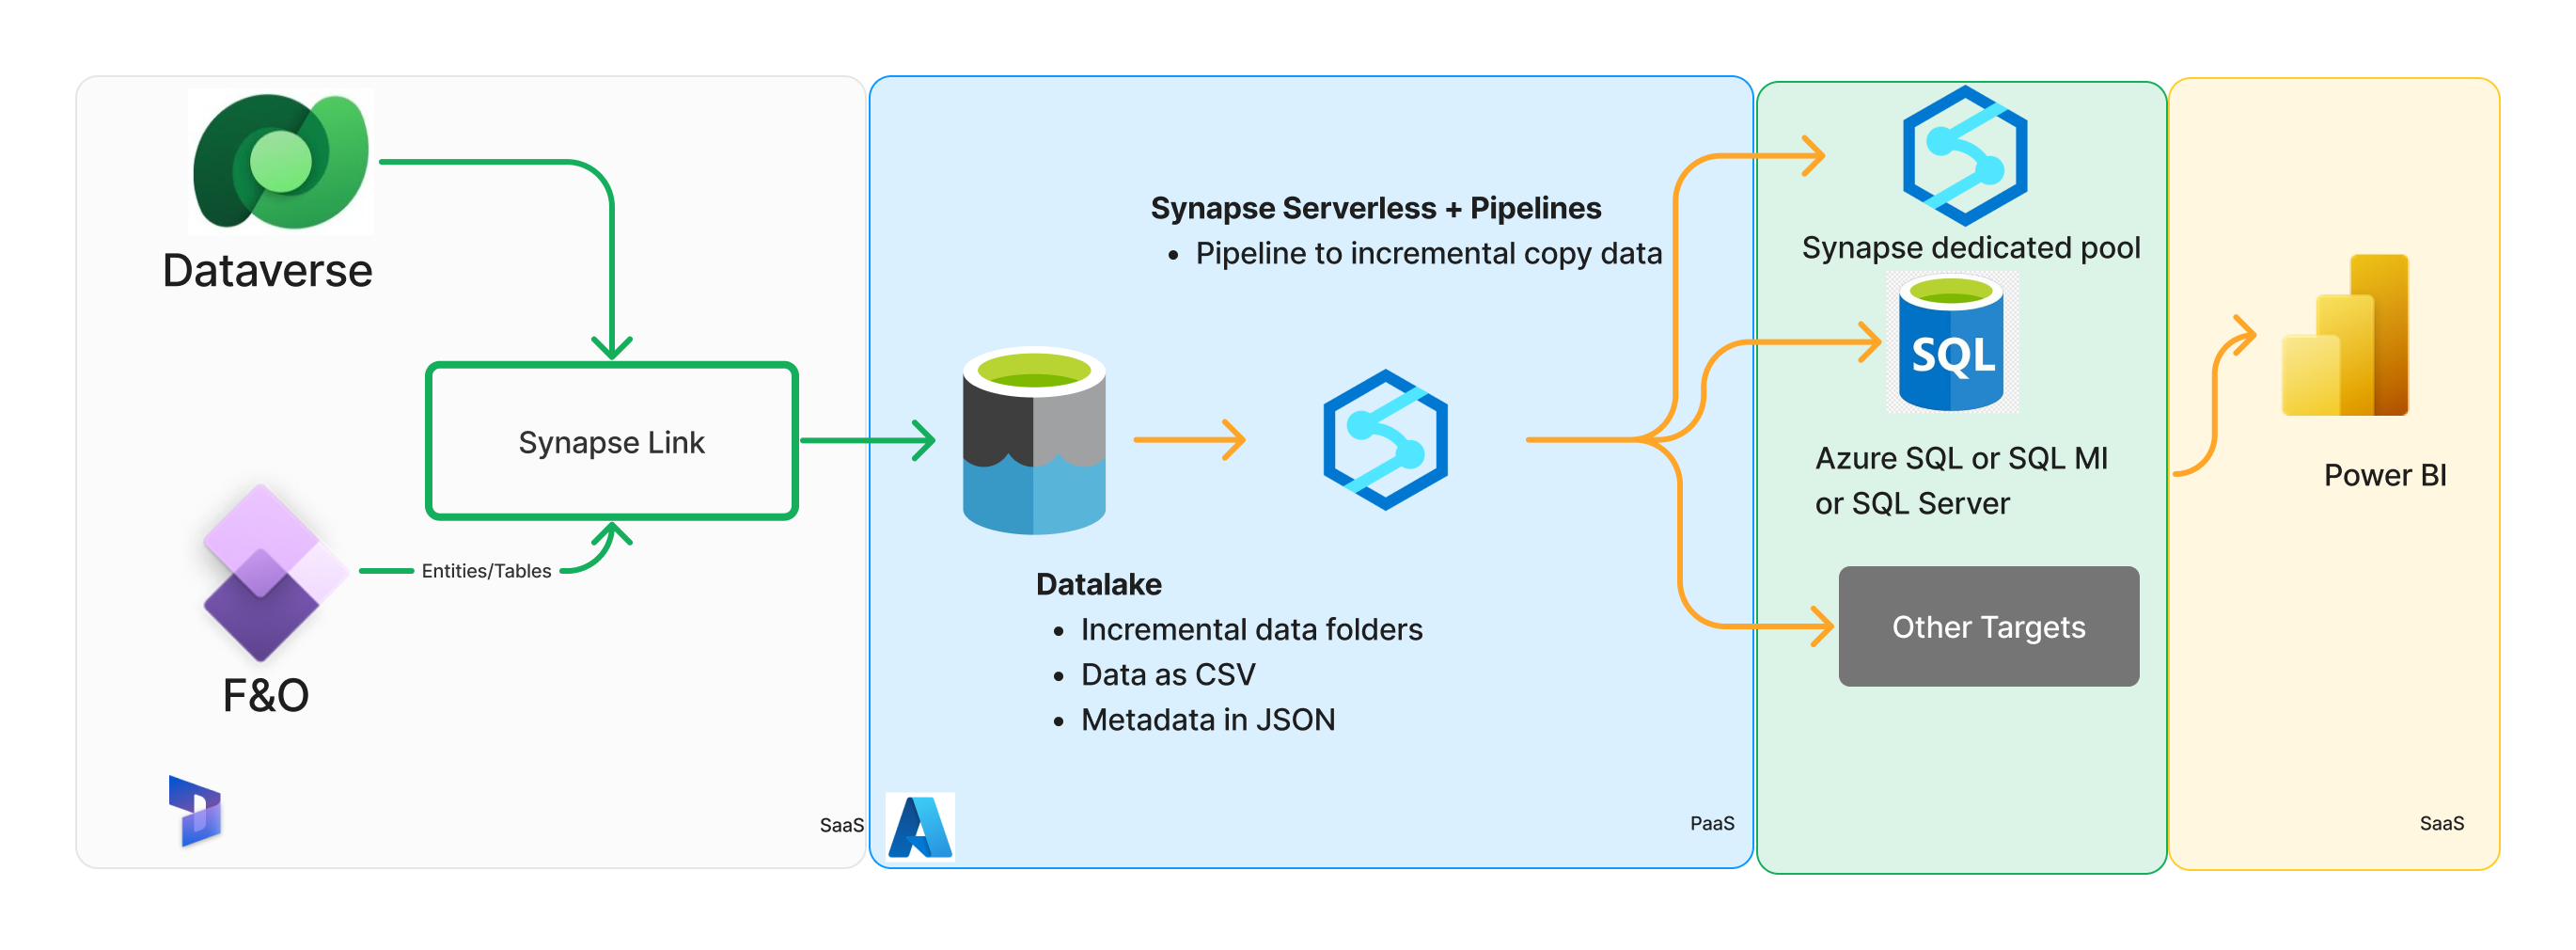 Dataverse
Synapse Link
Entities/Tables
F&O
SaaS
Synapse Serverless + Pipelines
• Pipeline to incremental copy data
Datalake
• Incremental data folders
• Data as CSV
• Metadata in JSON
PaaS
Synapse dedicated pool
SQL
Azure SQL or SQL MI
or SQL Server
Other Targets
Power BI
SaaS